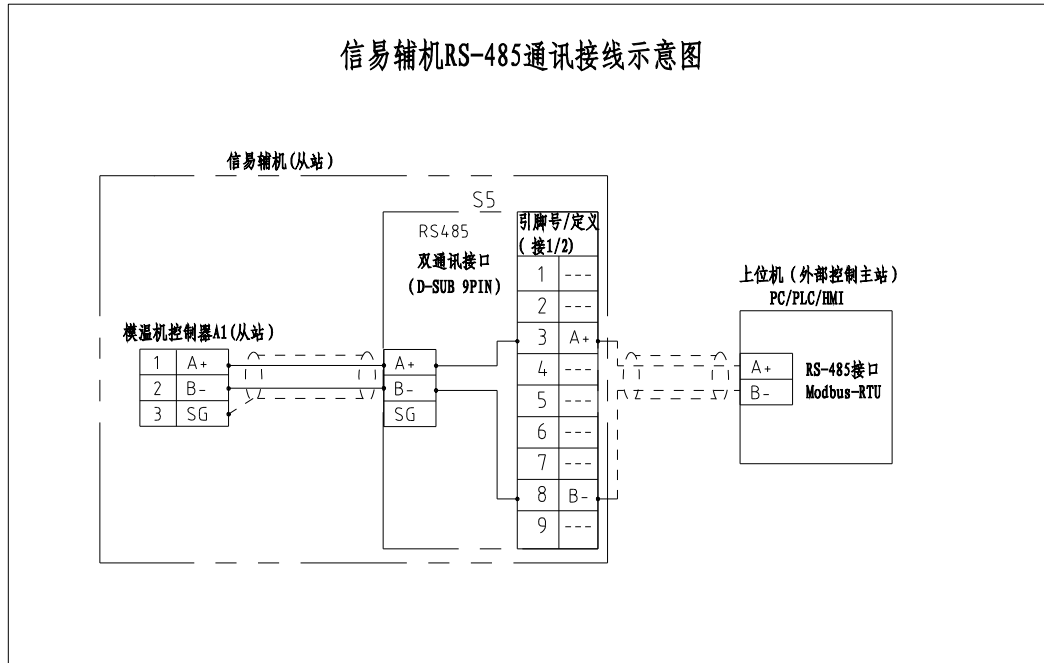 信易辅机RS-485通讯接线示意图
信易辅机(从站)
S5
RS485
双通讯接口
(D-SUB 9PIN)
引脚号/定义
( 接1/2)
1 ---
2 ---
3 A+
4 ---
5 ---
6 ---
7 ---
8 B-
9 ---
模温机控制器A1(从站)
1 A+
2 B-
3 SG
A+
B-
SG
上位机 (外部控制主站)
PC/PLC/HMI
A+
B-
RS-485接口
Modbus-RTU